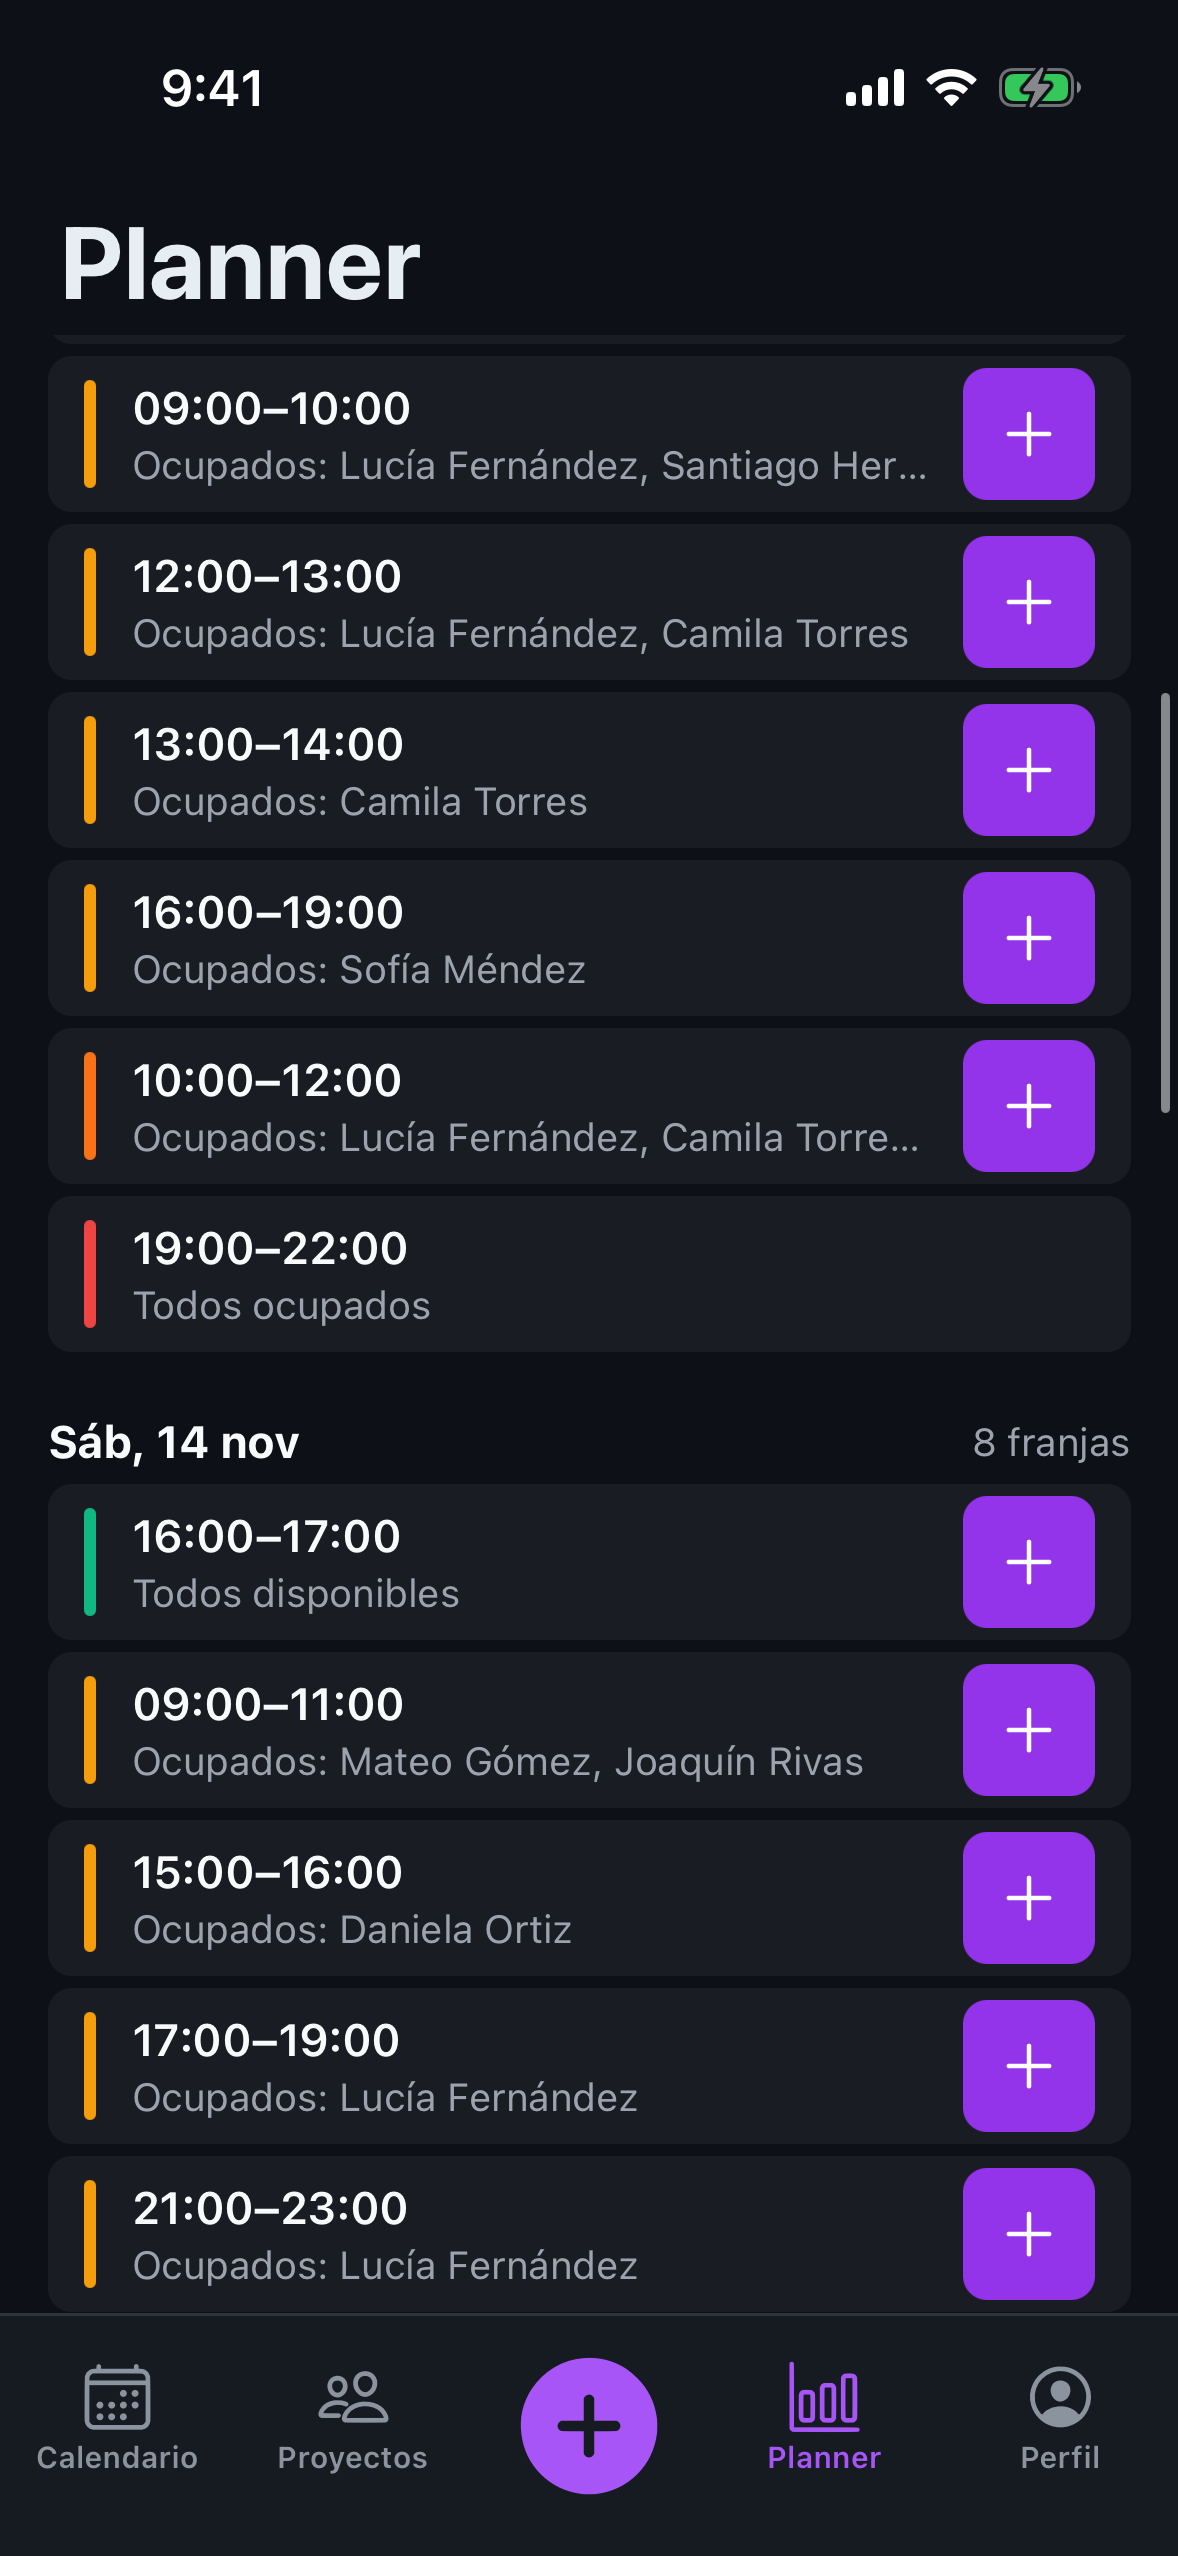 9:41
Planner
09:00–10:00
Ocupados: Lucía Fernández, Santiago Her...
12:00–13:00
Ocupados: Lucía Fernández, Camila Torres
13:00–14:00
Ocupados: Camila Torres
16:00–19:00
Ocupados: Sofía Méndez
10:00–12:00
Ocupados: Lucía Fernández, Camila Torre...
19:00–22:00
Todos ocupados
Sáb, 14 nov
8 franjas
16:00–17:00
Todos disponibles
09:00–11:00
Ocupados: Mateo Gómez, Joaquín Rivas
15:00–16:00
Ocupados: Daniela Ortiz
17:00–19:00
Ocupados: Lucía Fernández
21:00–23:00
Ocupados: Lucía Fernández
Calendario
Proyectos
Planner
Perfil